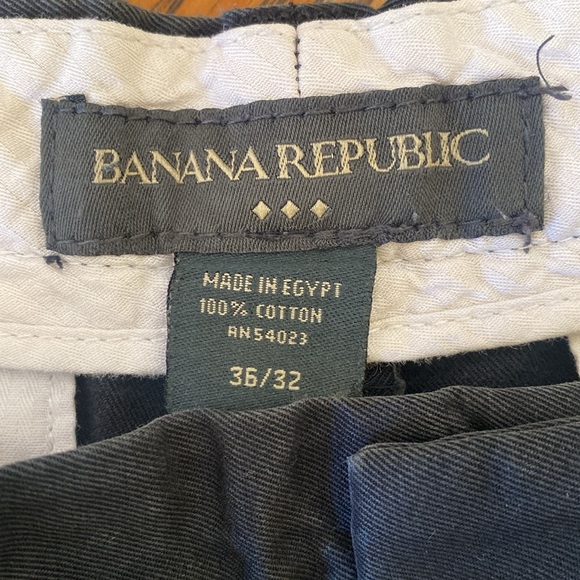 BANANA REPUBLIC
MADE IN EGYPT
100% COTTON
RN54023
36/32